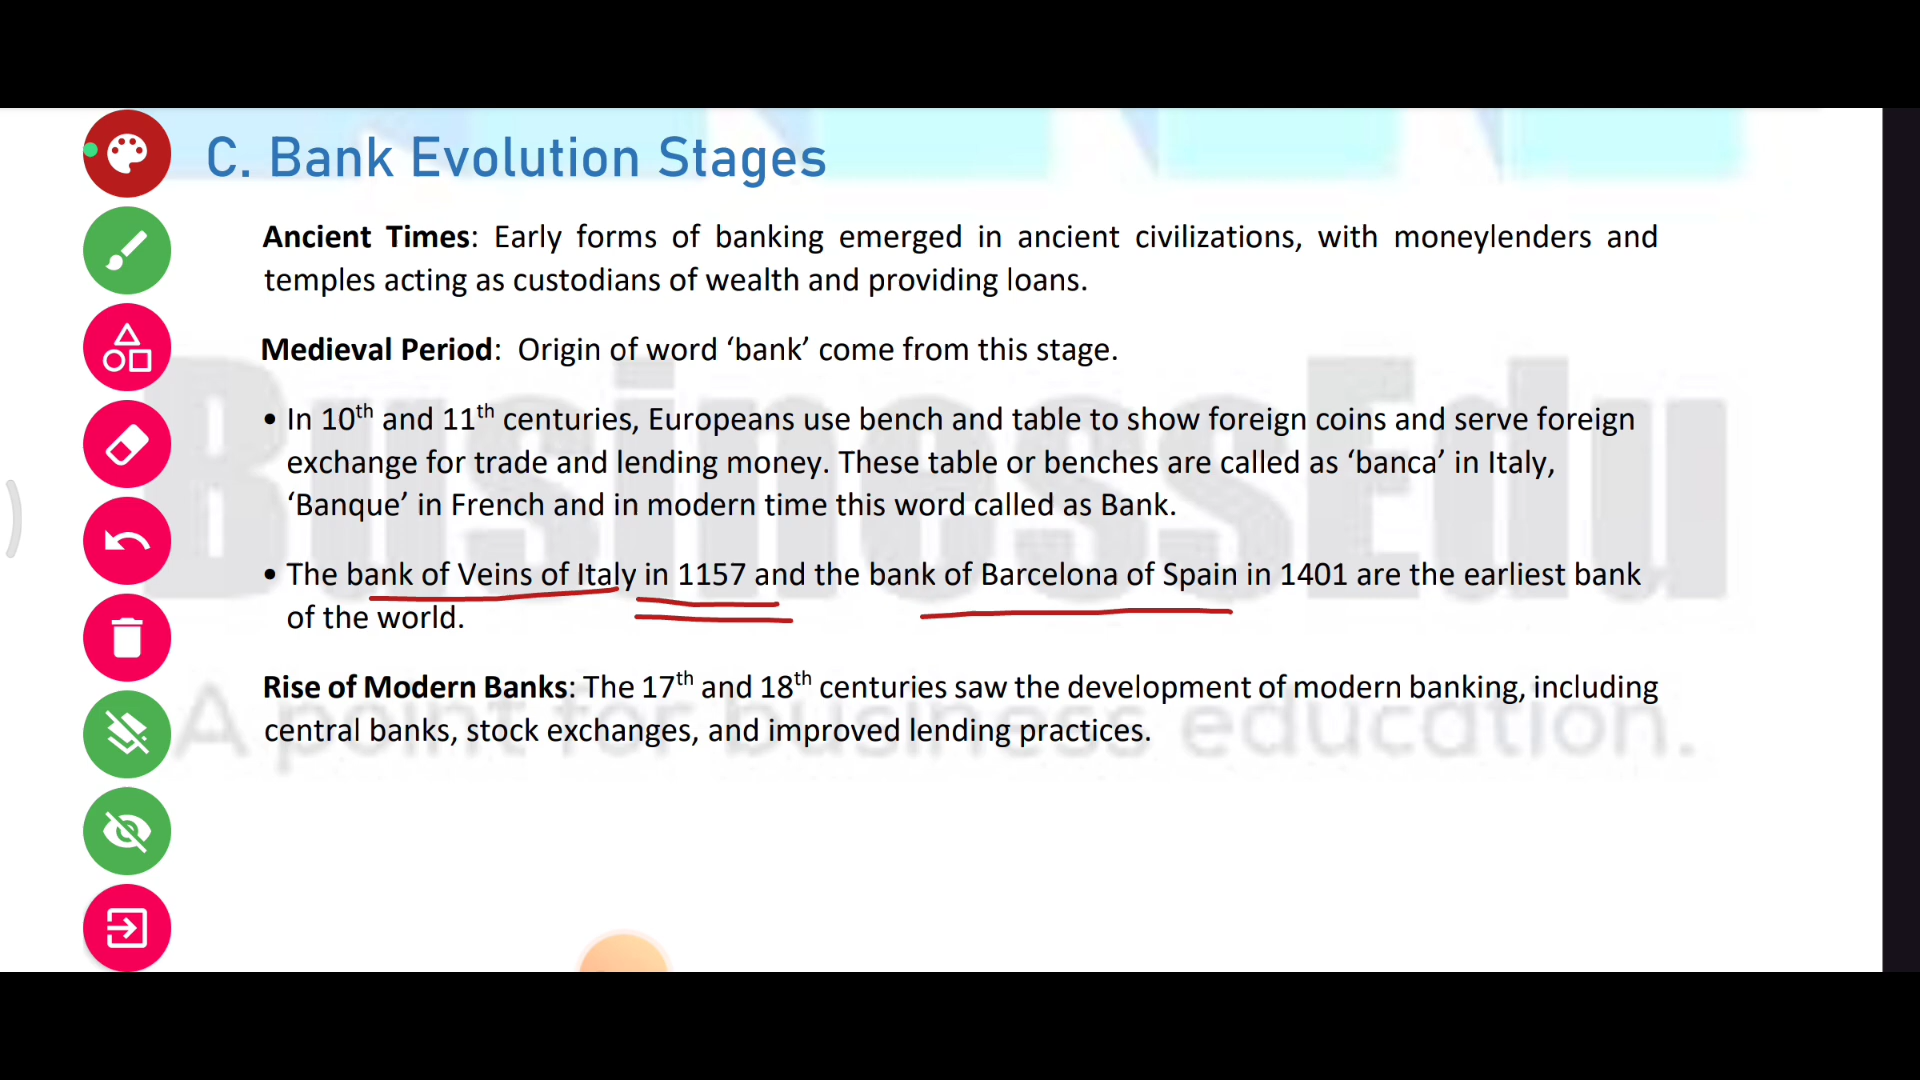 C. Bank Evolution Stages
Ancient Times: Early forms of banking emerged in ancient civilizations, with moneylenders and
temples acting as custodians of wealth and providing loans.
Medieval Period: Origin of word ‘bank’ come from this stage.
• In 10th and 11th centuries, Europeans use bench and table to show foreign coins and serve foreign
exchange for trade and lending money. These table or benches are called as ‘banca’ in Italy,
‘Banque’ in French and in modern time this word called as Bank.
• The bank of Veins of Italy in 1157 and the bank of Barcelona of Spain in 1401 are the earliest bank
of the world.
Rise of Modern Banks: The 17th and 18th centuries saw the development of modern banking, including
central banks, stock exchanges, and improved lending practices.
BusinessEdu
A point for business education.